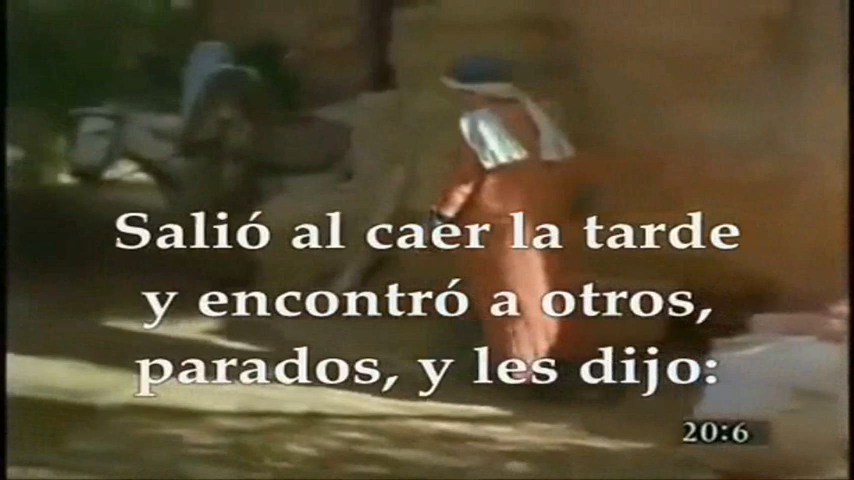 Salió al caer la tarde
y encontró a otros,
parados, y les dijo:
20:6